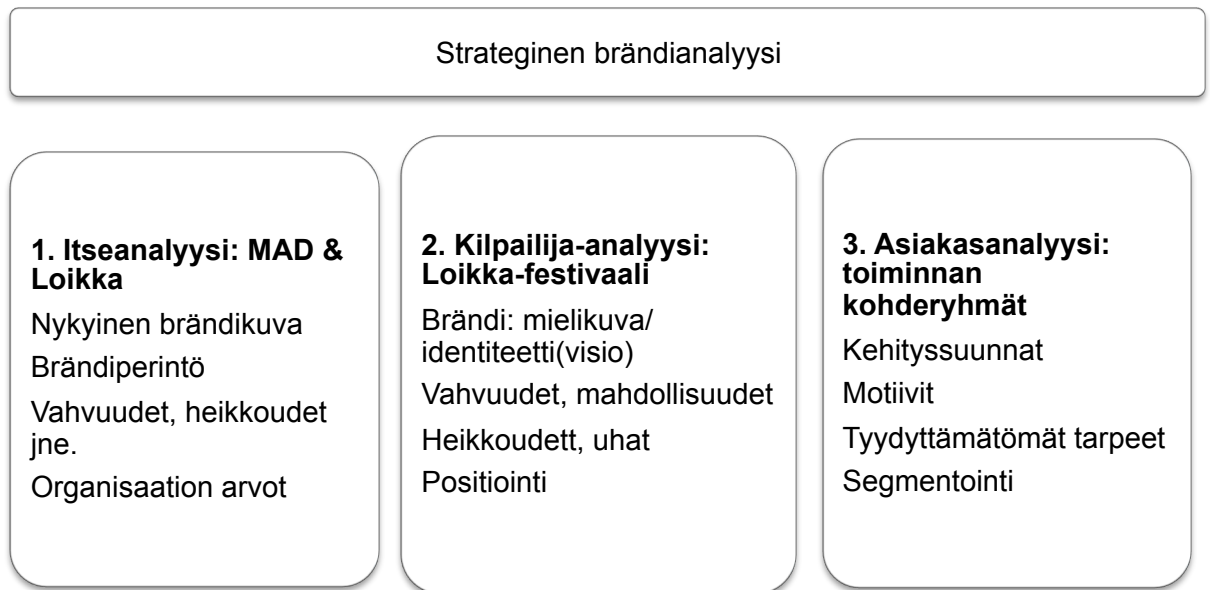 Strateginen brändianalyysi
1. Itseanalyysi: MAD &
Loikka
Nykyinen brändikuva
Brändiperintö
Vahvuudet, heikkoudet
jne.
Organisaation arvot
2. Kilpailija-analyysi:
Loikka-festivaali
Brändi: mielikuva/
identiteetti(visio)
Vahvuudet, mahdollisuudet
Heikkoudett, uhat
Positiointi
3. Asiakasanalyysi:
toiminnan
kohderyhmät
Kehityssuunnat
Motiivit
Tyydyttämätömät tarpeet
Segmentointi